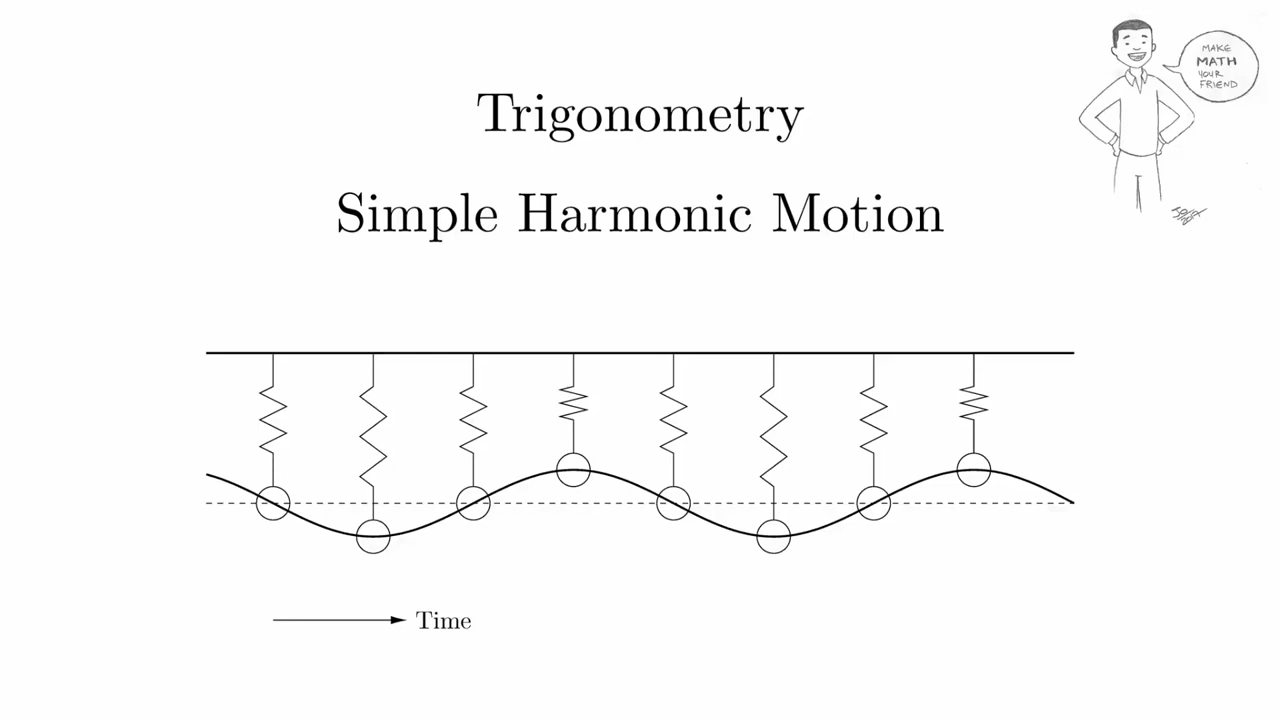 Trigonometry
Simple Harmonic Motion
MAKE
MATH
YOUR
FRIEND
Time